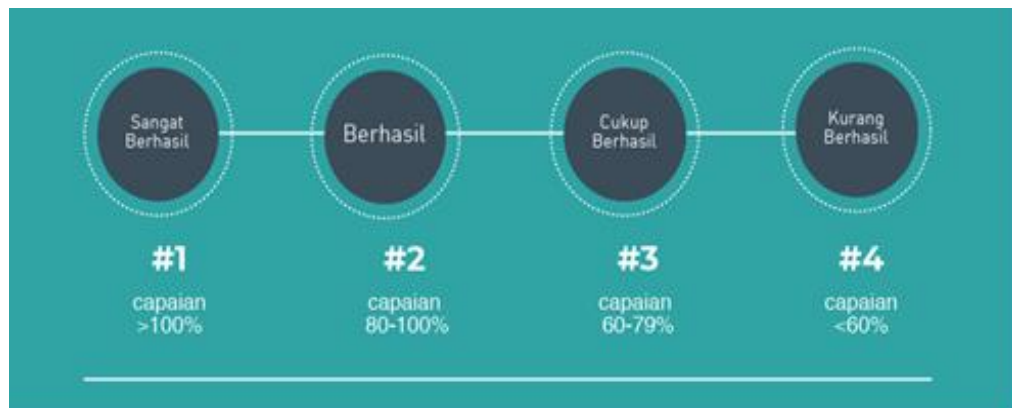 Sangat
Berhasil
Berhasil
Cukup
Berhasil
Kurang
Berhasil
#1
#2
#3
#4
capaian
>100%
capaian
80-100%
capaian
60-79%
capaian
<60%